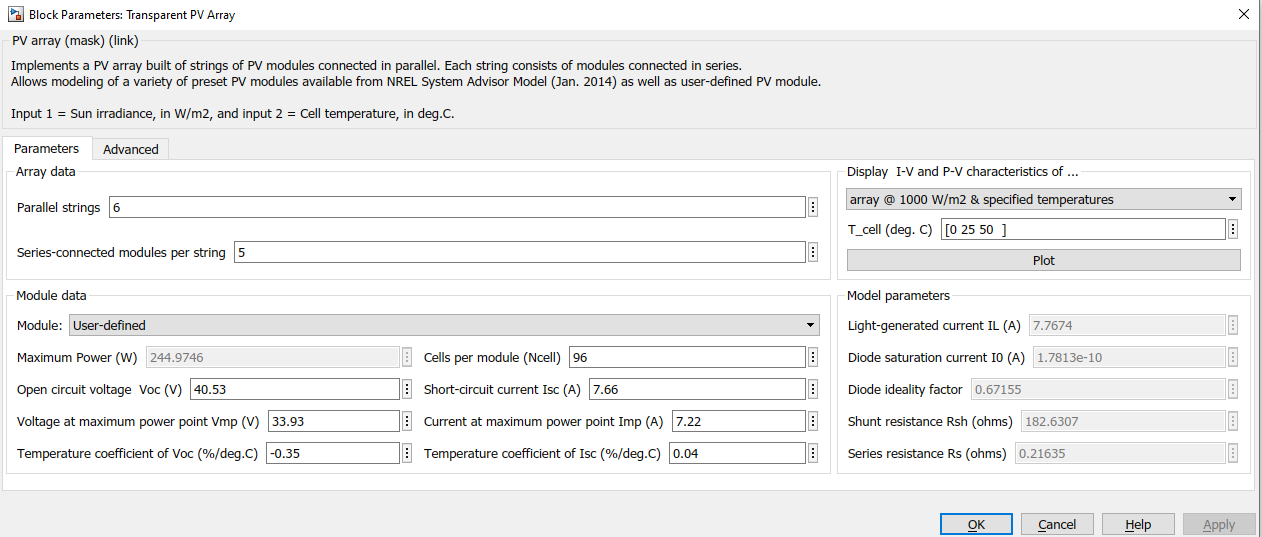 Block Parameters: Transparent PV Array
PV array (mask) (link)
Implements a PV array built of strings of PV modules connected in parallel. Each string consists of modules connected in series.
Allows modeling of a variety of preset PV modules available from NREL System Advisor Model (Jan. 2014) as well as user-defined PV module.
Input 1 = Sun irradiance, in W/m2, and input 2 = Cell temperature, in deg.C.
Parameters Advanced
Array data
Parallel strings 6
Series-connected modules per string 5
Display I-V and P-V characteristics of ...
array @ 1000 W/m2 & specified temperatures
T_cell (deg. C) [0 25 50 ]
Plot
Module data
Module: User-defined
Maximum Power (W) 244.9746 Cells per module (Ncell) 96
Open circuit voltage Voc (V) 40.53 Short-circuit current Isc (A) 7.66
Voltage at maximum power point Vmp (V) 33.93 Current at maximum power point Imp (A) 7.22
Temperature coefficient of Voc (%/deg.C) -0.35 Temperature coefficient of Isc (%/deg.C) 0.04
Model parameters
Light-generated current IL (A) 7.7674
Diode saturation current I0 (A) 1.7813e-10
Diode ideality factor 0.67155
Shunt resistance Rsh (ohms) 182.6307
Series resistance Rs (ohms) 0.21635
OK Cancel Help Apply